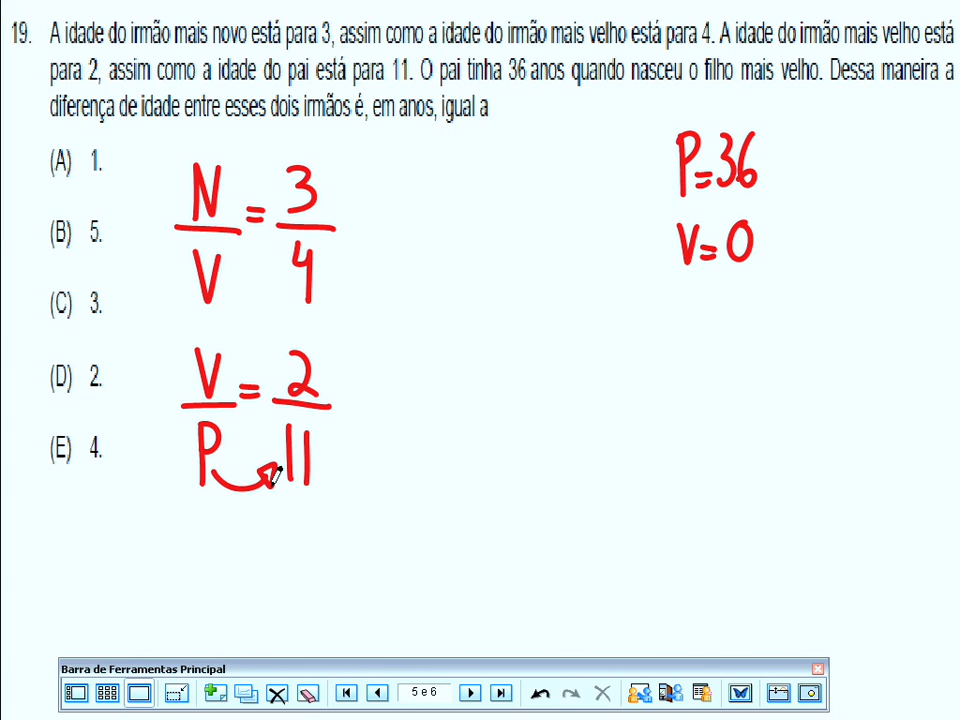 19. A idade do irmão mais novo está para 3, assim como a idade do irmão mais velho está para 4. A idade do irmão mais velho está
para 2, assim como a idade do pai está para 11. O pai tinha 36 anos quando nasceu o filho mais velho. Dessa maneira a
diferença de idade entre esses dois irmãos é, em anos, igual a
(A) 1.
(B) 5.
(C) 3.
(D) 2.
(E) 4.
N/V = 3/4
V/P = 2/11
P=36
V=0
Barra de Ferramentas Principal
5 e 6